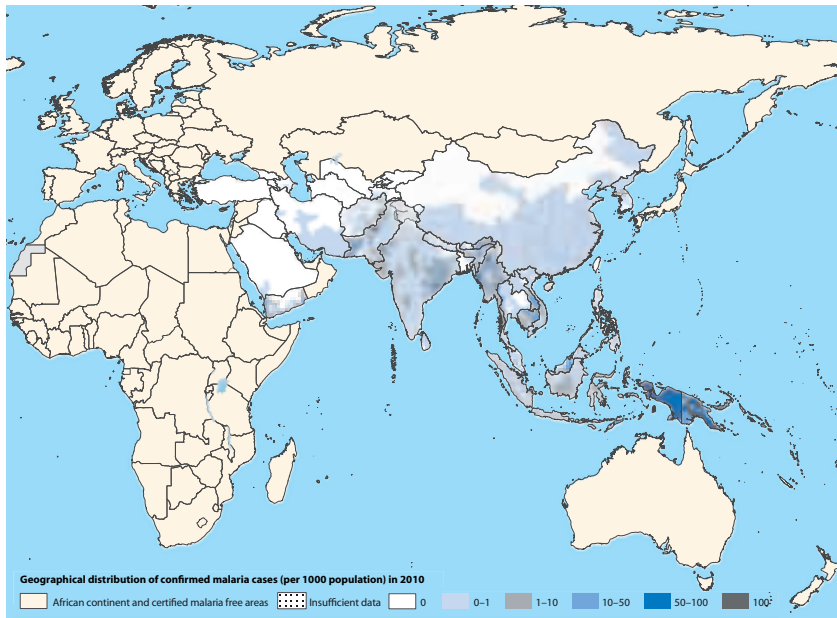 Geographical distribution of confirmed malaria cases (per 1000 population) in 2010
African continent and certified malaria free areas Insufficient data 0 0–1 1–10 10–50 50–100 100